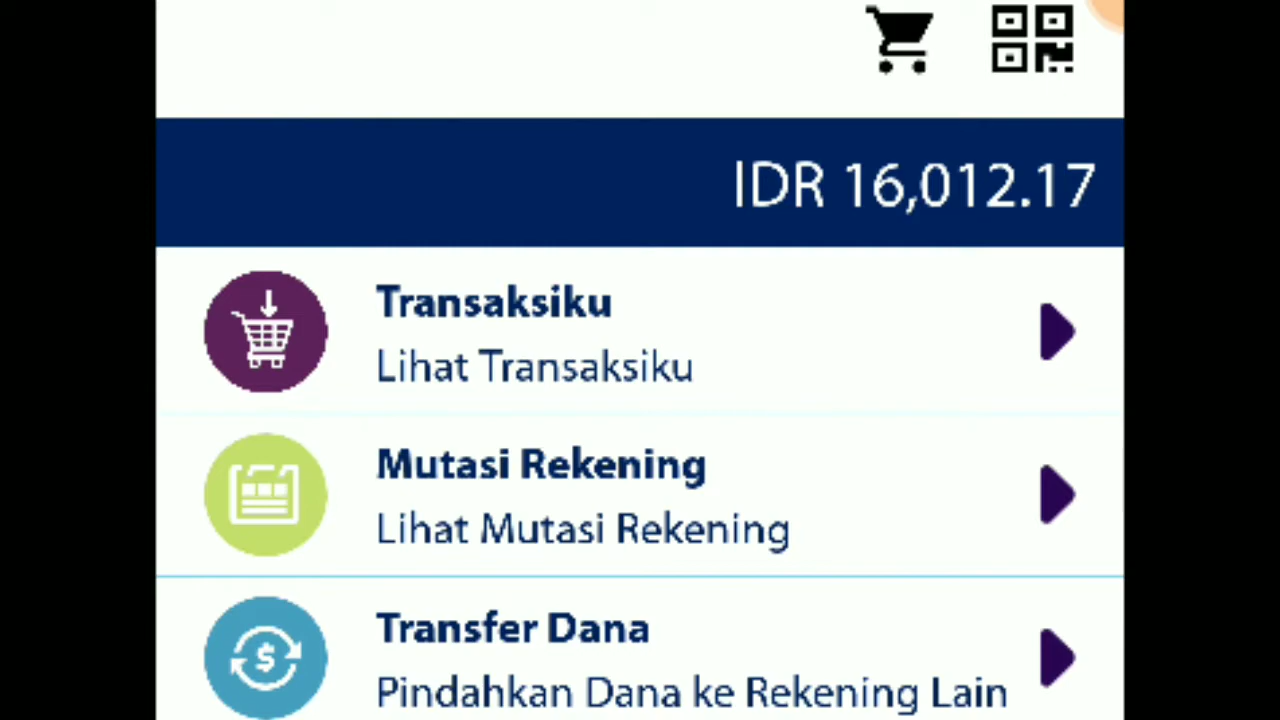 IDR 16,012.17
Transaksiku
Lihat Transaksiku
Mutasi Rekening
Lihat Mutasi Rekening
Transfer Dana
Pindahkan Dana ke Rekening Lain